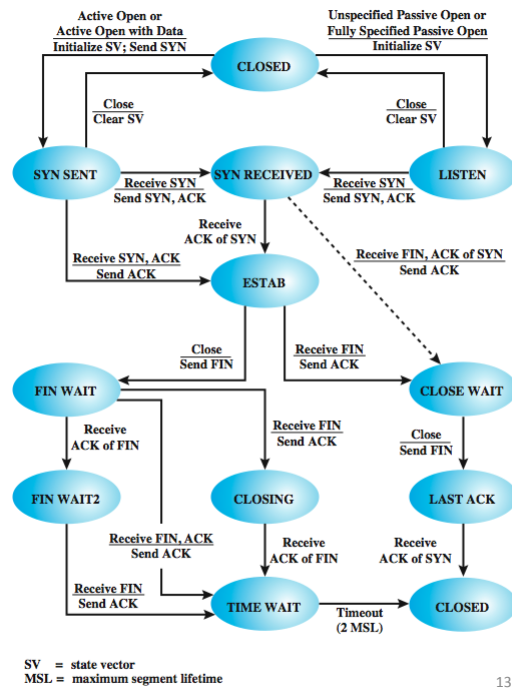 Active Open or
Active Open with Data
Initialize SV; Send SYN
Unspecified Passive Open or
Fully Specified Passive Open
Initialize SV
CLOSED
Close
Clear SV
Close
Clear SV
SYN SENT
SYN RECEIVED
LISTEN
Receive SYN
Send SYN, ACK
Receive SYN
Send SYN, ACK
Receive
ACK of SYN
Receive SYN, ACK
Send ACK
Receive FIN, ACK of SYN
Send ACK
ESTAB
Close
Send FIN
Receive FIN
Send ACK
FIN WAIT
CLOSE WAIT
Receive
ACK of FIN
Receive FIN
Send ACK
Close
Send FIN
FIN WAIT2
CLOSING
LAST ACK
Receive FIN, ACK
Send ACK
Receive
ACK of FIN
Receive
ACK of SYN
Receive FIN
Send ACK
TIME WAIT
Timeout
(2 MSL)
CLOSED
SV = state vector
MSL = maximum segment lifetime
13